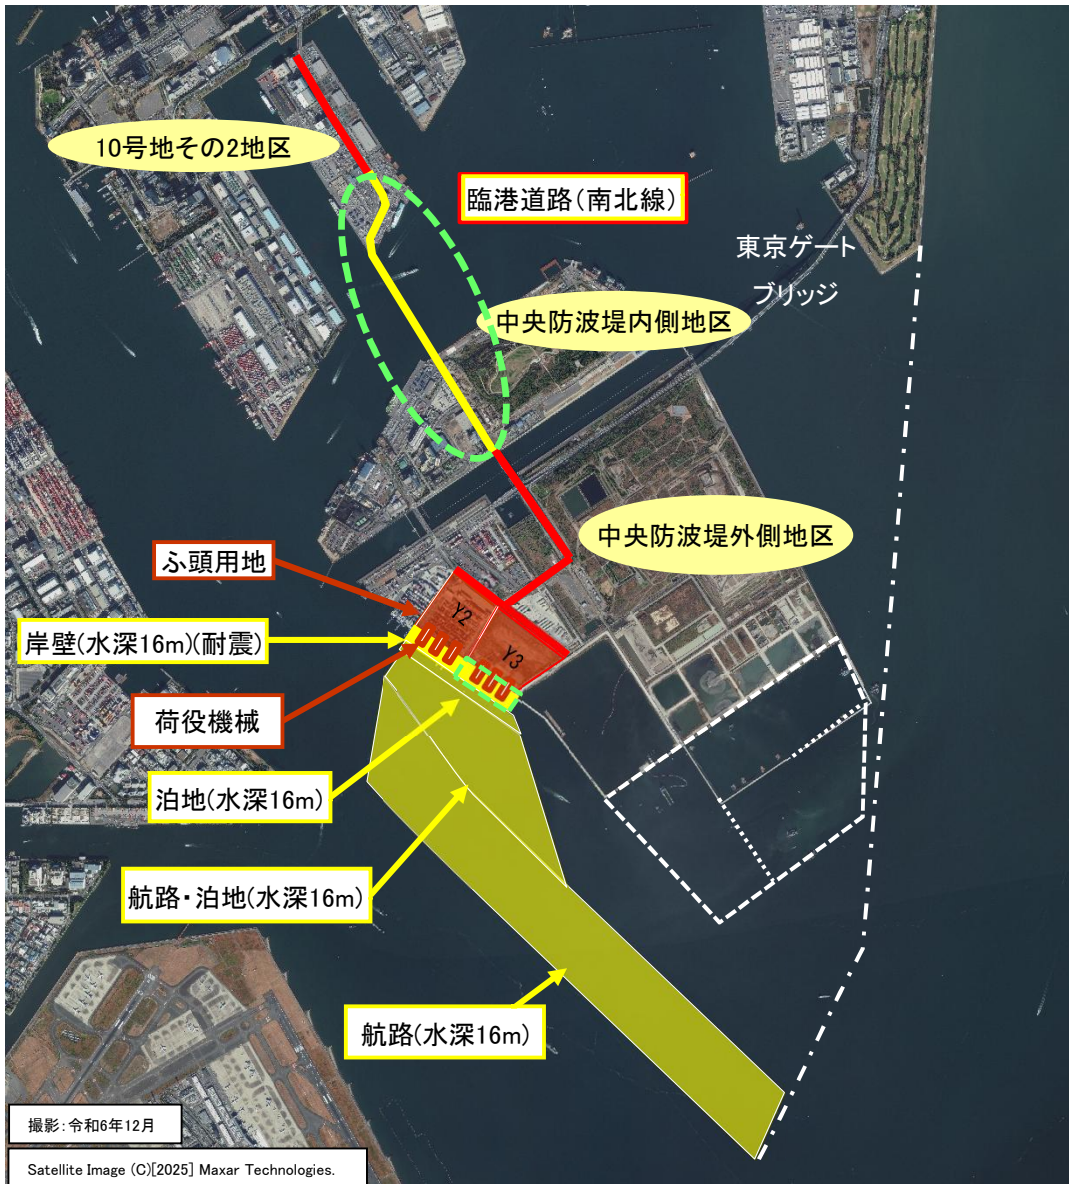 10号地その2地区
臨港道路(南北線)
東京ゲート
ブリッジ
中央防波堤内側地区
中央防波堤外側地区
ふ頭用地
Y2
岸壁(水深16m)(耐震)
Y3
荷役機械
泊地(水深16m)
航路・泊地(水深16m)
航路(水深16m)
撮影:令和6年12月
Satellite Image (C)[2025] Maxar Technologies.